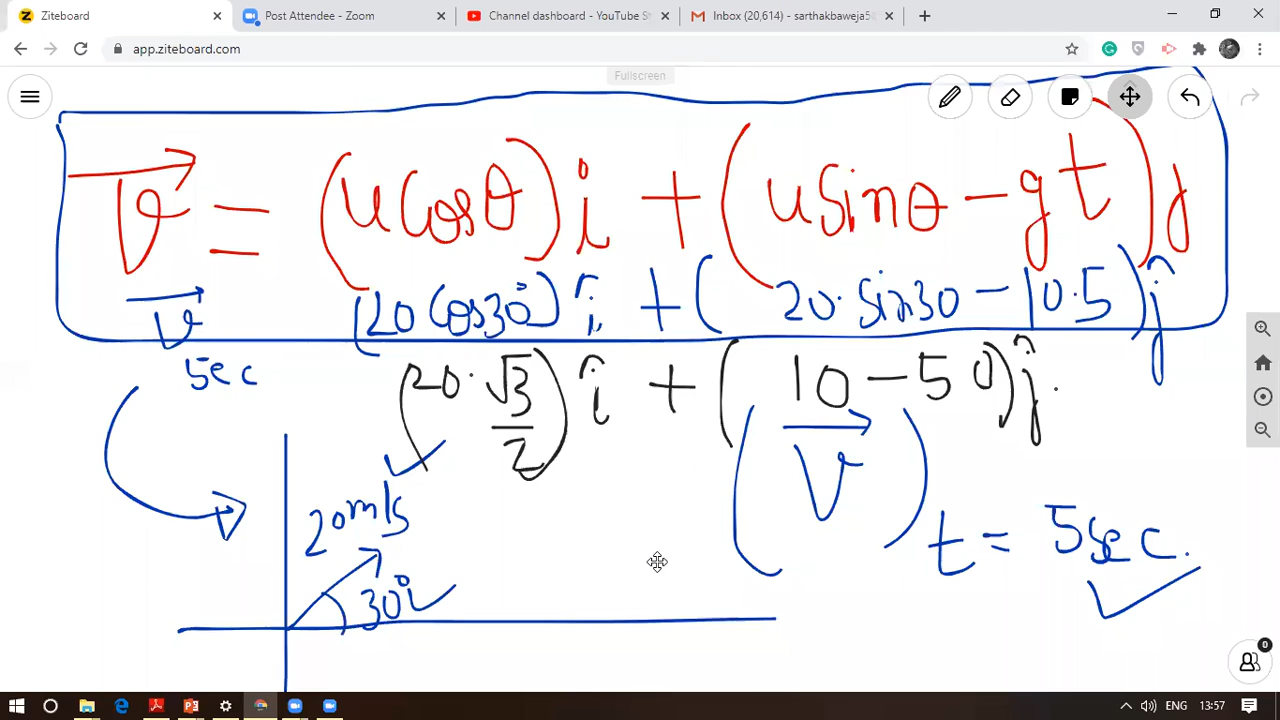 Ziteboard
Post Attendee - Zoom
Channel dashboard - YouTube St
Inbox (20,614) - sarthakbaweja5
app.ziteboard.com
Fullscreen
v = (u Cosθ) i + (u Sinθ - gt) j
v 5sec (20 Cos30°) î + (20·Sin30 - 10·5) ĵ
(20·√3/2) î + (10 - 50) ĵ.
20m/s
30°
(v) t = 5sec.
0
ENG
13:57